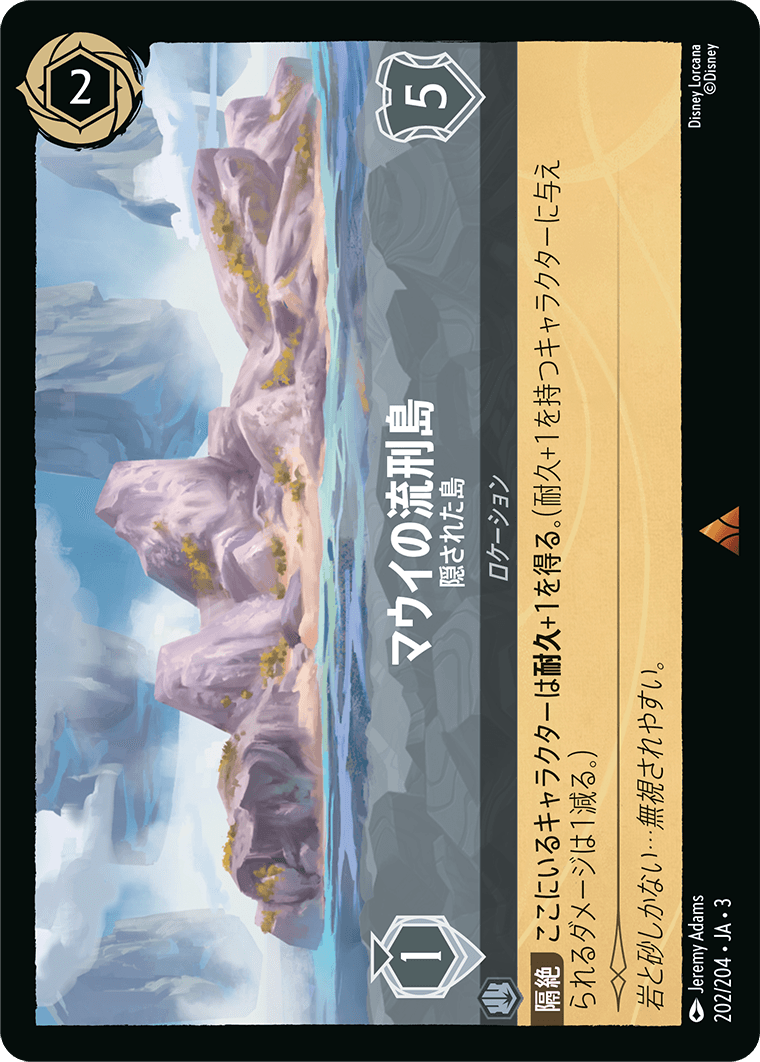 2
5
マウイの流刑島
隠された島
ロケーション
1
隔絶 ここにいるキャラクターは耐久+1を得る。(耐久+1を持つキャラクターに与え
られるダメージは1減る。)
岩と砂しかない…無視されやすい。
Jeremy Adams
202/204・JA・3
Disney Lorcana
©Disney